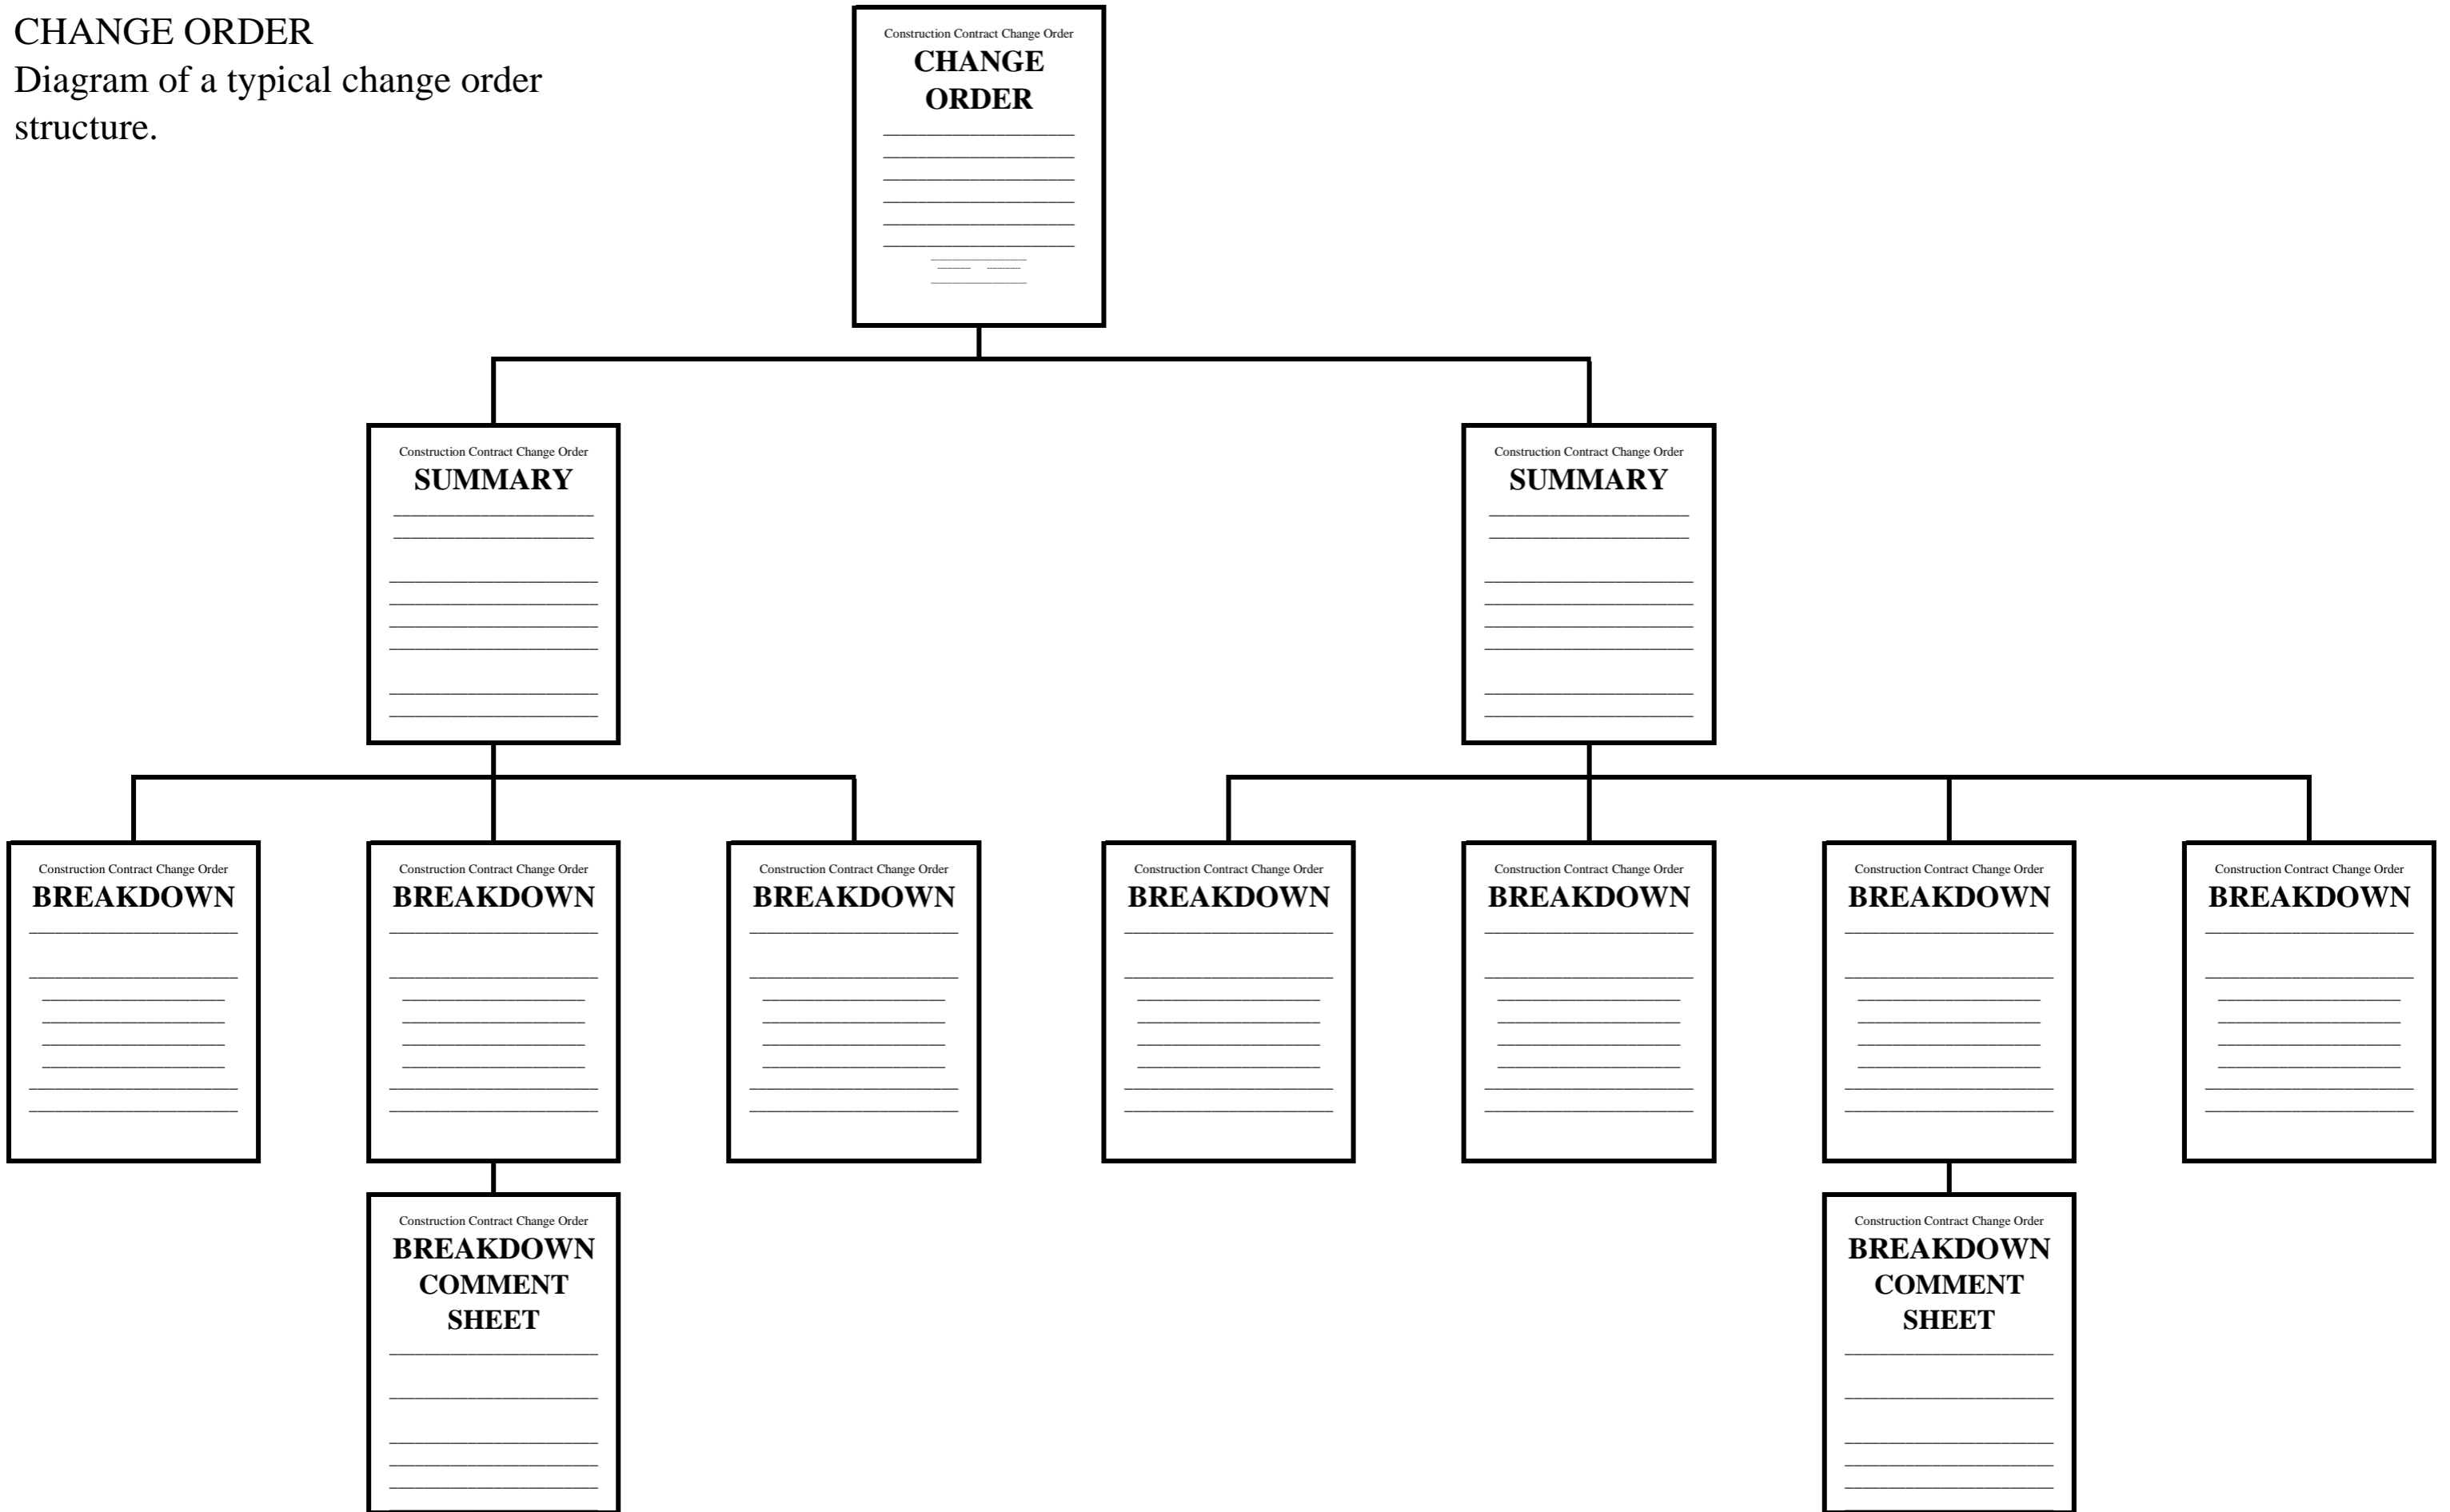 CHANGE ORDER
Diagram of a typical change order
structure.
Construction Contract Change Order
CHANGE
ORDER
Construction Contract Change Order
SUMMARY
Construction Contract Change Order
SUMMARY
Construction Contract Change Order
BREAKDOWN
Construction Contract Change Order
BREAKDOWN
Construction Contract Change Order
BREAKDOWN
Construction Contract Change Order
BREAKDOWN
Construction Contract Change Order
BREAKDOWN
Construction Contract Change Order
BREAKDOWN
Construction Contract Change Order
BREAKDOWN
Construction Contract Change Order
BREAKDOWN
COMMENT
SHEET
Construction Contract Change Order
BREAKDOWN
COMMENT
SHEET